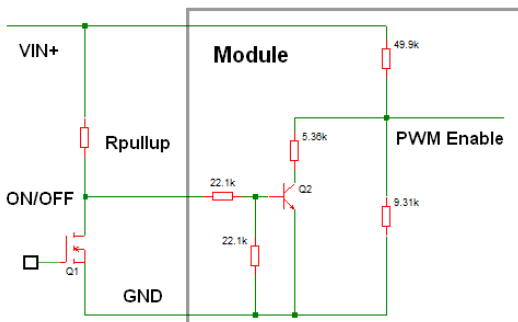 VIN+
Module
49.9k
5.36k
PWM Enable
Rpullup
ON/OFF
22.1k
Q2
9.31k
22.1k
Q1
GND